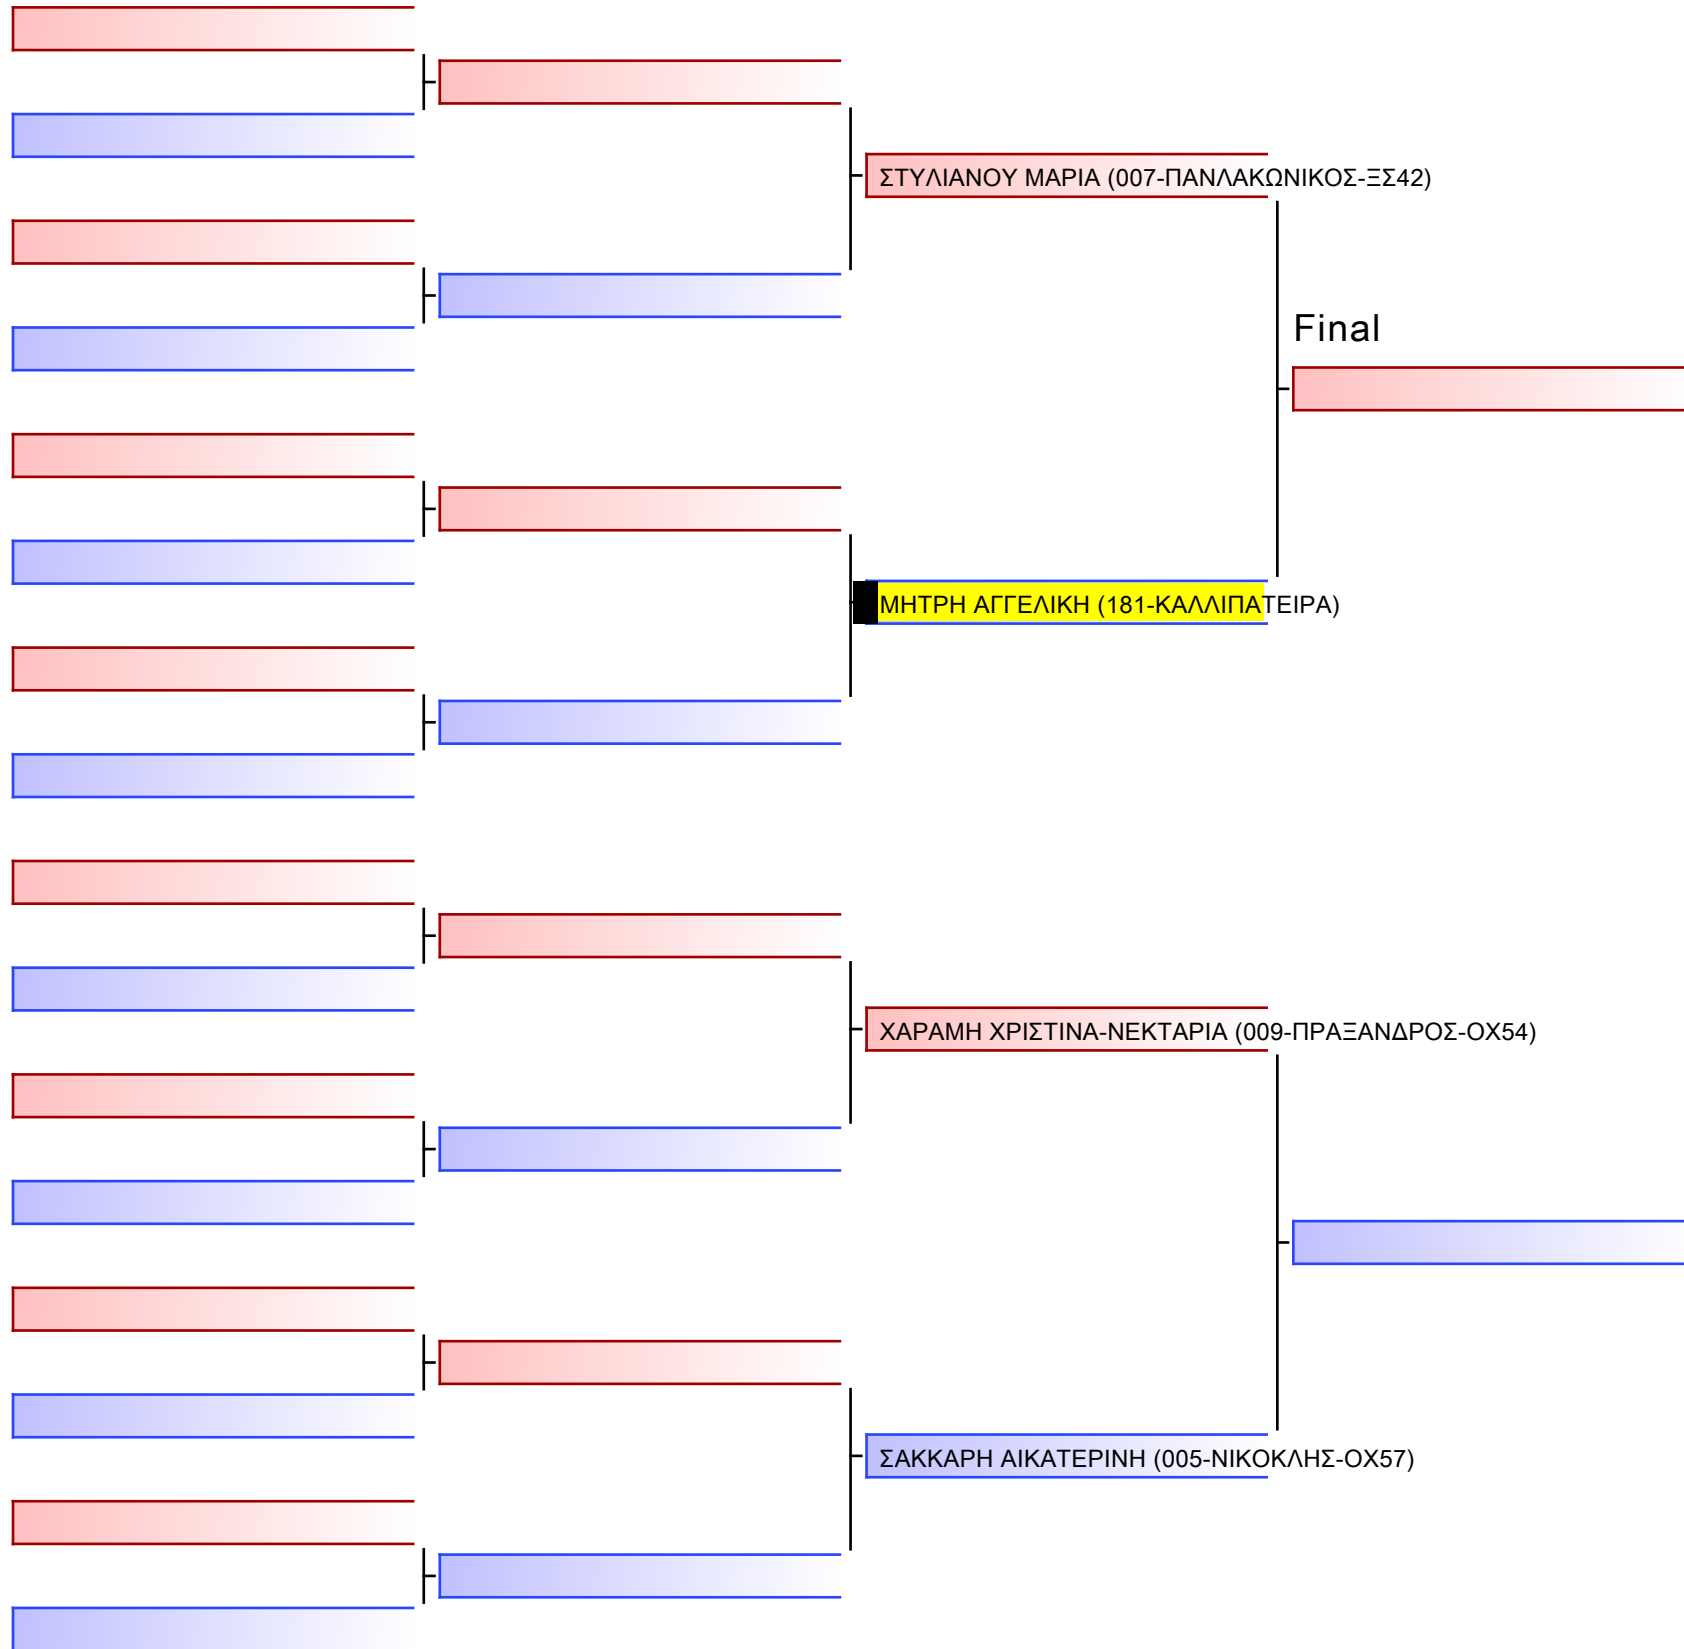 ΣΤΥΛΙΑΝΟΥ ΜΑΡΙΑ (007-ΠΑΝΛΑΚΩΝΙΚΟΣ-ΞΣ42)
Final
ΜΗΤΡΗ ΑΓΓΕΛΙΚΗ (181-ΚΑΛΛΙΠΑΤΕΙΡΑ)
ΧΑΡΑΜΗ ΧΡΙΣΤΙΝΑ-ΝΕΚΤΑΡΙΑ (009-ΠΡΑΞΑΝΔΡΟΣ-ΟΧ54)
ΣΑΚΚΑΡΗ ΑΙΚΑΤΕΡΙΝΗ (005-ΝΙΚΟΚΛΗΣ-ΟΧ57)